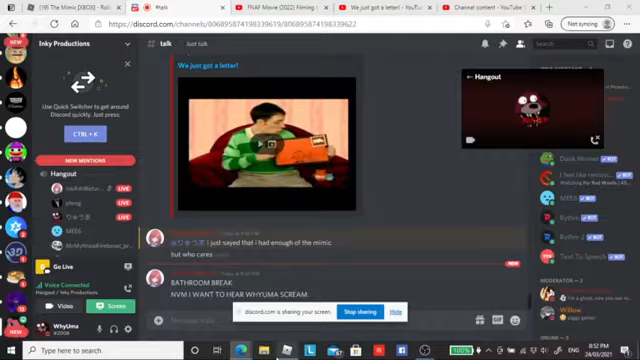 (19) The Mimic [XBOX] - Rob
#talk
FNAF Movie (2022) Filming
We just got a letter! - YouTube
Channel content - YouTube
https://discord.com/channels/806895874198339619/806895874198339622
Not syncing
Inky Productions
# talk
Just talk
Search
We just got a letter!
Hangout
Use Quick Switcher to get around
Discord quickly. Just press:
CTRL + K
NEW MENTIONS
Hangout
LIVE
phrog
LIVE
LIVE
MEE6
Go Live
Voice Connected
Hangout / Inky Productions
Video
Screen
WhyUma
#2008
i just sayed that i had enough of the mimic
but who cares
NEW
BATHROOM BREAK
NVM I WANT TO HEAR WHYUMA SCREAM
discord.com is sharing your screen.
Stop sharing
Hide
Dank Memer
BOT
BOT
MEE6
BOT
Rythm
BOT
Rythm 2
BOT
Text To Speech
BOT
MODERATOR
Willow
Type here to search
100%
8:52 PM
24/03/2021